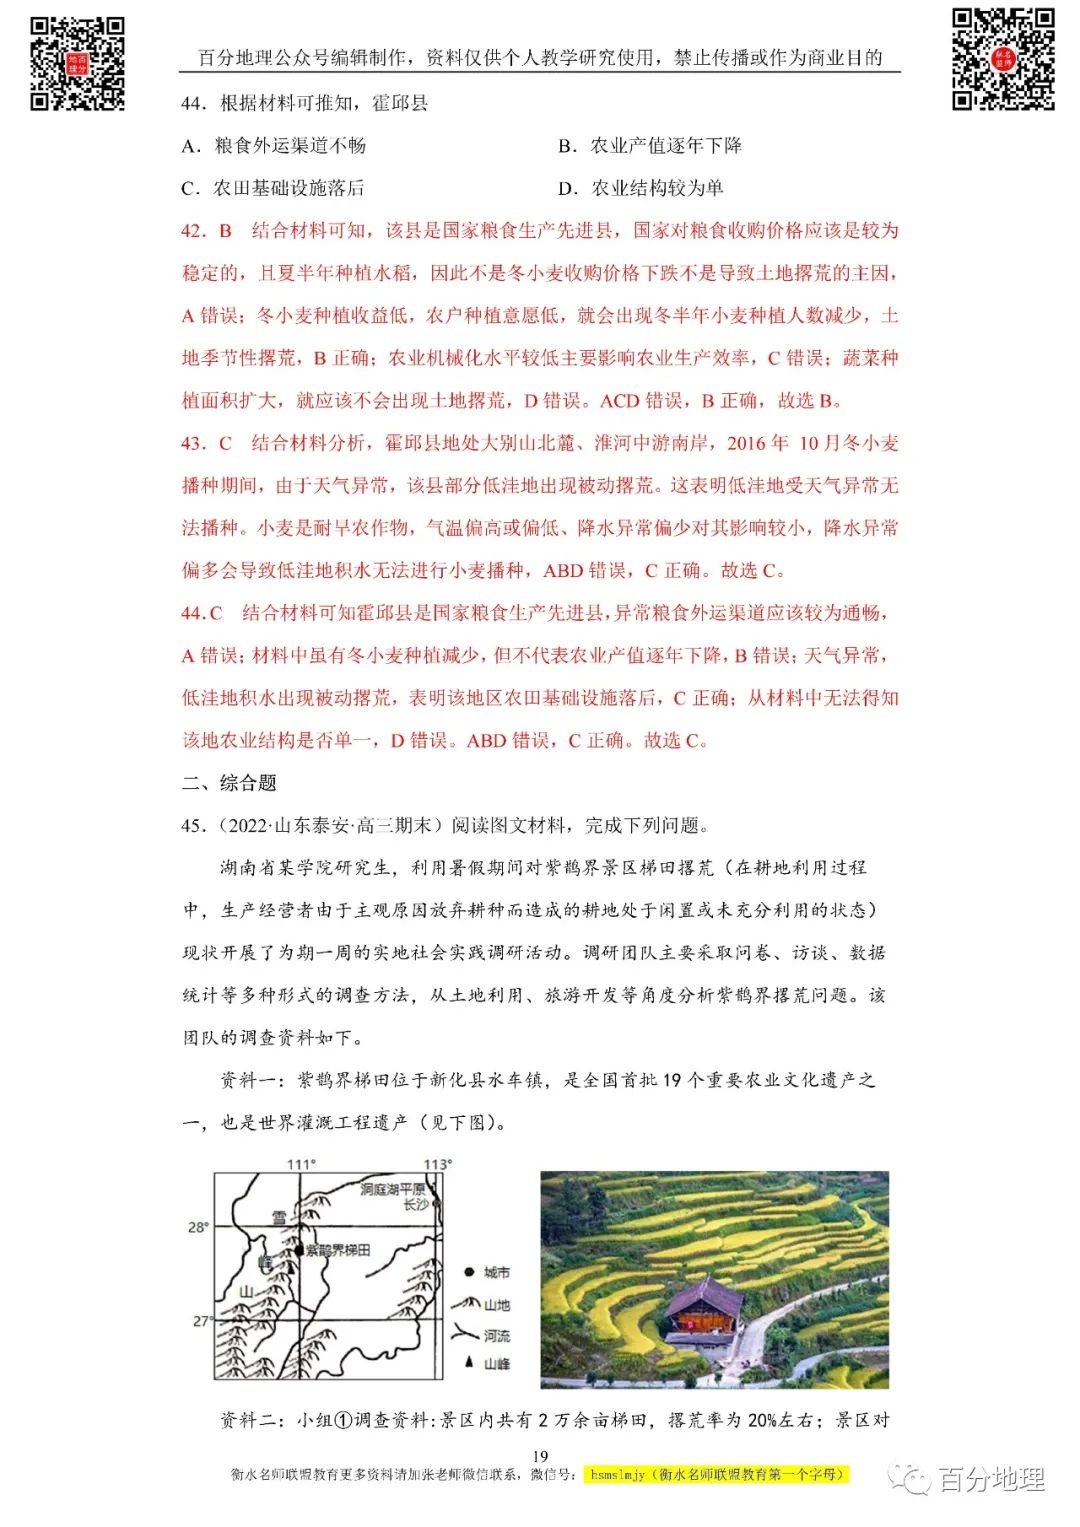 百分地理公众号编辑制作，资料仅供个人教学研究使用，禁止传播或作为商业目的
44．根据材料可推知，霍邱县
A．粮食外运渠道不畅 B．农业产值逐年下降
C．农田基础设施落后 D．农业结构较为单
42．B 结合材料可知，该县是国家粮食生产先进县，国家对粮食收购价格应该是较为
稳定的，且夏半年种植水稻，因此不是冬小麦收购价格下跌不是导致土地撂荒的主因，
A 错误；冬小麦种植收益低，农户种植意愿低，就会出现冬半年小麦种植人数减少，土
地季节性撂荒，B 正确；农业机械化水平较低主要影响农业生产效率，C 错误；蔬菜种
植面积扩大，就应该不会出现土地撂荒，D 错误。ACD 错误，B 正确，故选 B。
43．C 结合材料分析，霍邱县地处大别山北麓、淮河中游南岸，2016 年 10 月冬小麦
播种期间，由于天气异常，该县部分低洼地出现被动撂荒。这表明低洼地受天气异常无
法播种。小麦是耐旱农作物，气温偏高或偏低、降水异常偏少对其影响较小，降水异常
偏多会导致低洼地积水无法进行小麦播种，ABD 错误，C 正确。故选 C。
44．C 结合材料可知霍邱县是国家粮食生产先进县，异常粮食外运渠道应该较为通畅，
A 错误；材料中虽有冬小麦种植减少，但不代表农业产值逐年下降，B 错误；天气异常，
低洼地积水出现被动撂荒，表明该地区农田基础设施落后，C 正确；从材料中无法得知
该地农业结构是否单一，D 错误。ABD 错误，C 正确。故选 C。
二、综合题
45．（2022·山东泰安·高三期末）阅读图文材料，完成下列问题。
湖南省某学院研究生，利用暑假期间对紫鹊界景区梯田撂荒（在耕地利用过程
中，生产经营者由于主观原因放弃耕种而造成的耕地处于闲置或未充分利用的状态）
现状开展了为期一周的实地社会实践调研活动。调研团队主要采取问卷、访谈、数据
统计等多种形式的调查方法，从土地利用、旅游开发等角度分析紫鹊界撂荒问题。该
团队的调查资料如下。
资料一：紫鹊界梯田位于新化县水车镇，是全国首批 19 个重要农业文化遗产之
一，也是世界灌溉工程遗产（见下图）。
111° 113°
洞庭湖平原
长沙
28°
雪
紫鹊界梯田
峰
山
27°
城市
山地
河流
山峰
资料二：小组①调查资料：景区内共有 2 万余亩梯田，撂荒率为 20%左右；景区对
19
衡水名师联盟教育更多资料请加张老师微信联系，微信号： hsmslmjy（衡水名师联盟教育第一个字母）
百分地理